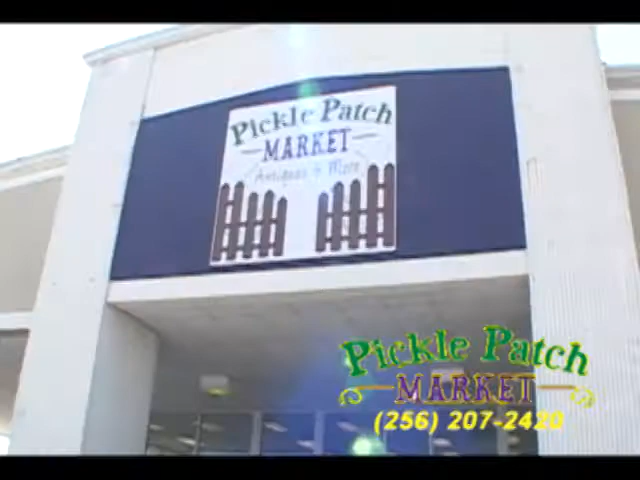 Pickle Patch
MARKET
Antiques & More
Pickle Patch
MARKET
(256) 207-2420